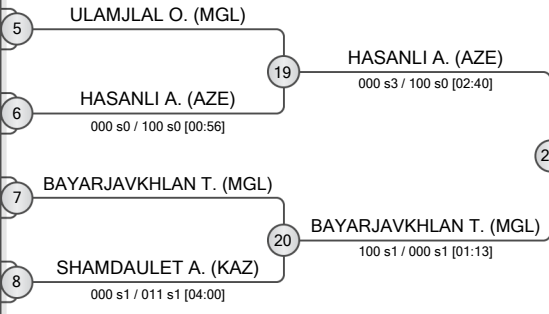 ULAMJLAL O. (MGL)
5
19
HASANLI A. (AZE)
000 s3 / 100 s0 [02:40]
6
HASANLI A. (AZE)
000 s0 / 100 s0 [00:56]
2
7
BAYARJAVKHLAN T. (MGL)
20
BAYARJAVKHLAN T. (MGL)
100 s1 / 000 s1 [01:13]
8
SHAMDAULET A. (KAZ)
000 s1 / 011 s1 [04:00]